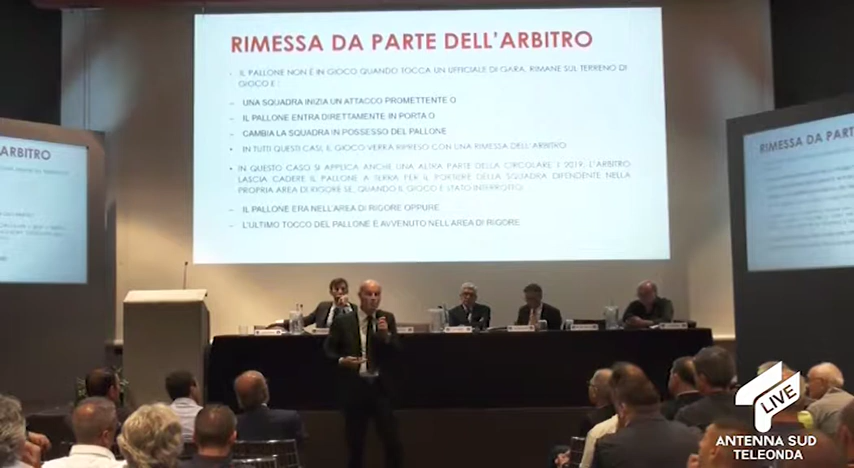 RIMESSA DA PARTE DELL'ARBITRO
• IL PALLONE NON È IN GIOCO QUANDO TOCCA UN UFFICIALE DI GARA, RIMANE SUL TERRENO DI
GIOCO E :
– UNA SQUADRA INIZIA UN ATTACCO PROMETTENTE O
– IL PALLONE ENTRA DIRETTAMENTE IN PORTA O
– CAMBIA LA SQUADRA IN POSSESSO DEL PALLONE
• IN TUTTI QUESTI CASI, IL GIOCO VERRÀ RIPRESO CON UNA RIMESSA DELL'ARBITRO
• IN QUESTO CASO SI APPLICA ANCHE UNA ALTRA PARTE DELLA CIRCOLARE 1 2019. L'ARBITRO
LASCIA CADERE IL PALLONE A TERRA PER IL PORTIERE DELLA SQUADRA DIFENDENTE NELLA
PROPRIA AREA DI RIGORE SE, QUANDO IL GIOCO È STATO INTERROTTO:
– IL PALLONE ERA NELL'AREA DI RIGORE OPPURE
– L'ULTIMO TOCCO DEL PALLONE È AVVENUTO NELL'AREA DI RIGORE
ARBITRO
RIMESSA DA PART
LIVE
ANTENNA SUD
TELEONDA